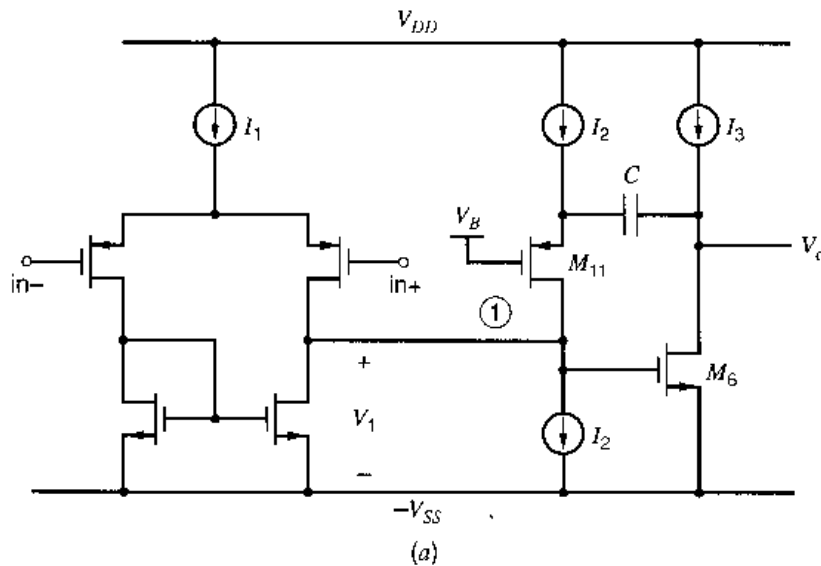 V_DD
I_1
I_2
I_3
C
V_B
M_11
V_o
in−
in+
①
+
V_1
−
M_6
I_2
−V_SS
(a)